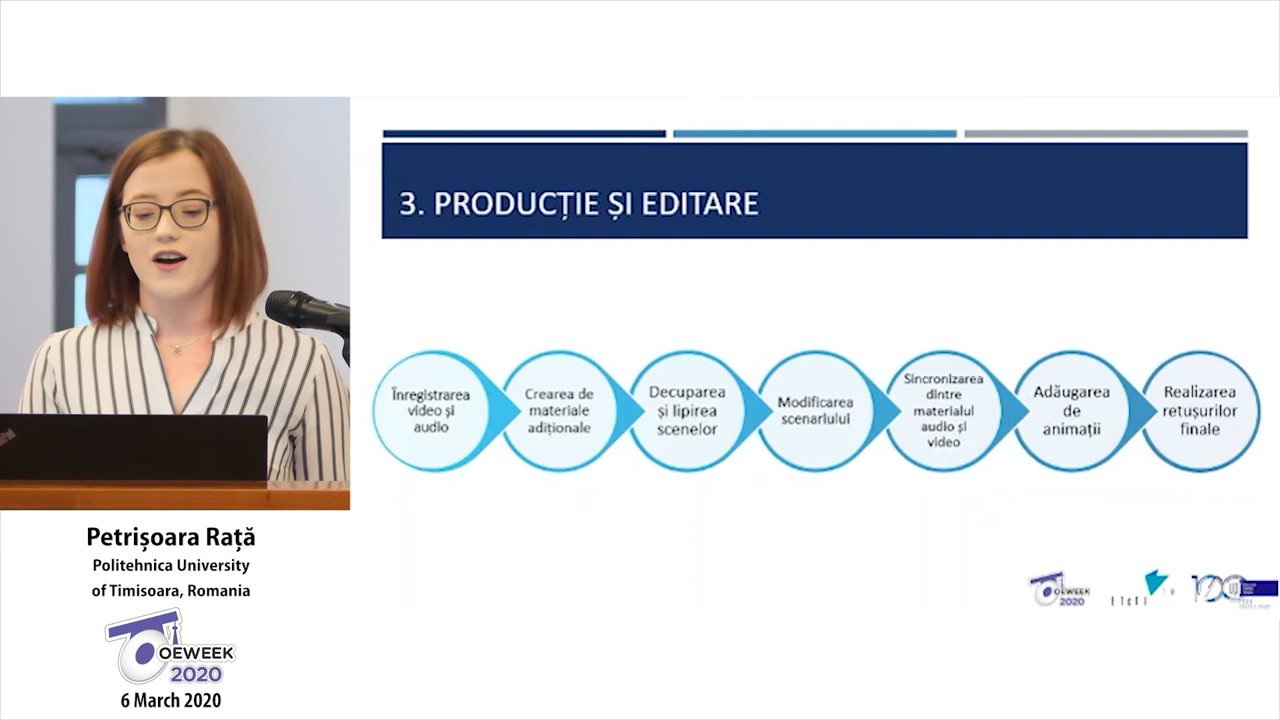 3. PRODUCȚIE ȘI EDITARE
Înregistrarea
video și
audio
Crearea de
materiale
adiționale
Decuparea
și lipirea
scenelor
Modificarea
scenariului
Sincronizarea
dintre
materialul
audio și
video
Adăugarea
de
animații
Realizarea
retușurilor
finale
Petrișoara Rață
Politehnica University
of Timisoara, Romania
OEWEEK
2020
6 March 2020
OEWEEK
2020